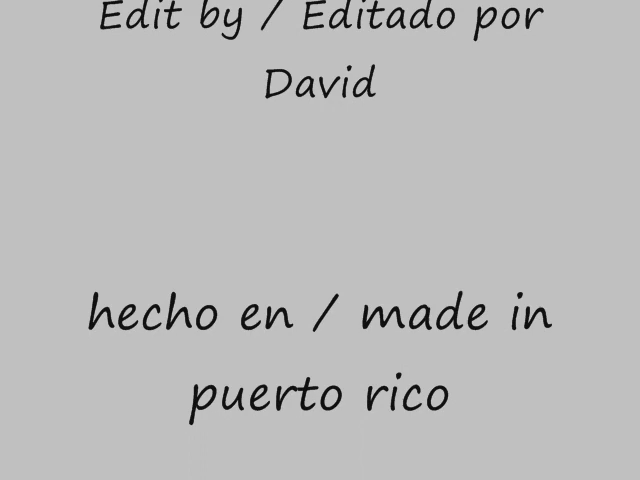 Edit by / Editado por
David
hecho en / made in
puerto rico